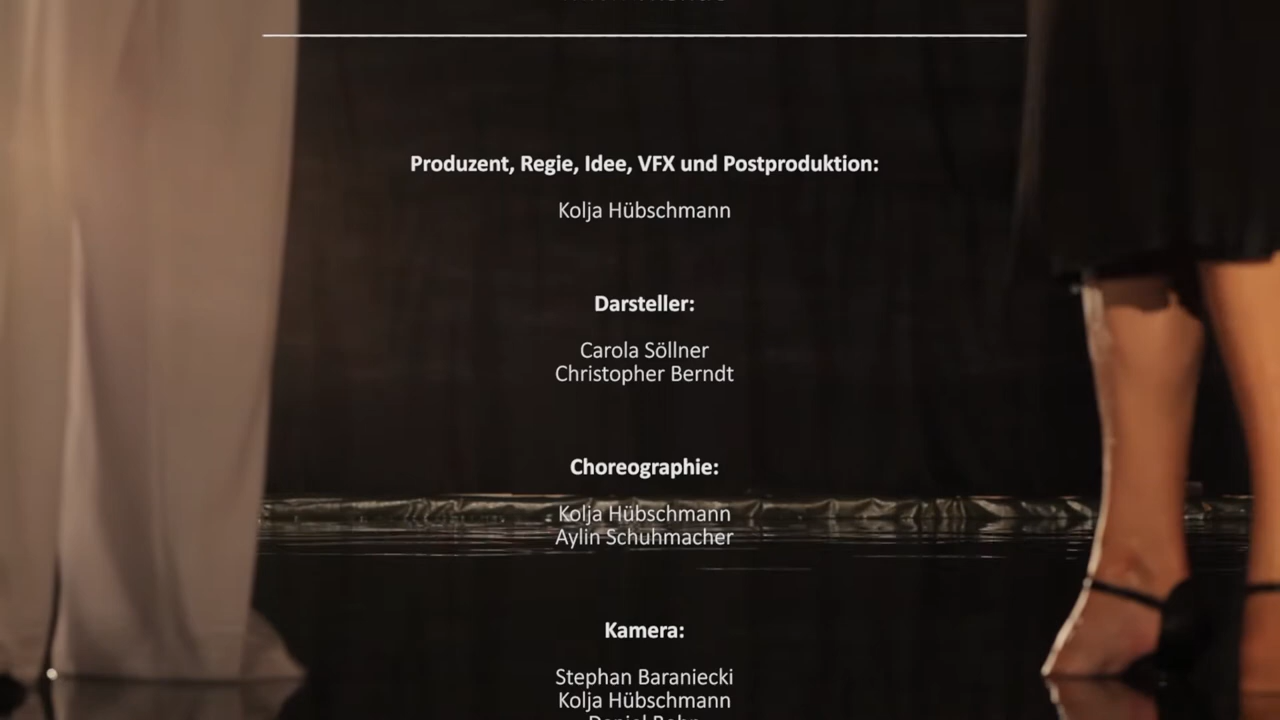 Produzent, Regie, Idee, VFX und Postproduktion:
Kolja Hübschmann
Darsteller:
Carola Söllner
Christopher Berndt
Choreographie:
Kolja Hübschmann
Aylin Schuhmacher
Kamera:
Stephan Baraniecki
Kolja Hübschmann